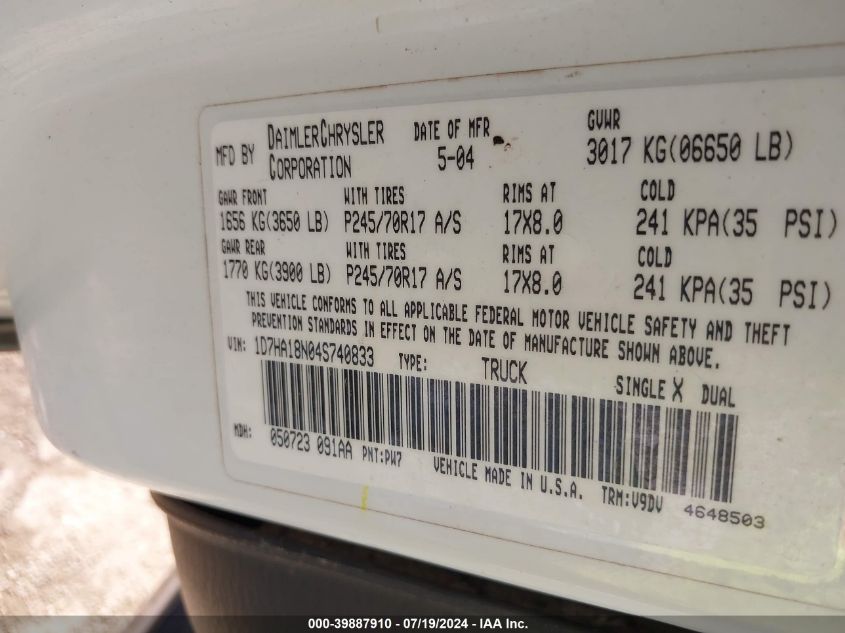 MFD BY DAIMLERCHRYSLER CORPORATION DATE OF MFR 5-04 GVWR 3017 KG(06650 LB)
GAWR FRONT WITH TIRES RIMS AT COLD
1656 KG(3650 LB) P245/70R17 A/S 17X8.0 241 KPA(35 PSI)
GAWR REAR WITH TIRES RIMS AT COLD
1770 KG(3900 LB) P245/70R17 A/S 17X8.0 241 KPA(35 PSI)
THIS VEHICLE CONFORMS TO ALL APPLICABLE FEDERAL MOTOR VEHICLE SAFETY AND THEFT
PREVENTION STANDARDS IN EFFECT ON THE DATE OF MANUFACTURE SHOWN ABOVE.
VIN: 1D7HA18N04S740833 TYPE: TRUCK SINGLE X DUAL
MDH: 050723 091AA PNT:PW7 VEHICLE MADE IN U.S.A. TRM:V9DV 4648503
000-39887910 - 07/19/2024 - IAA Inc.